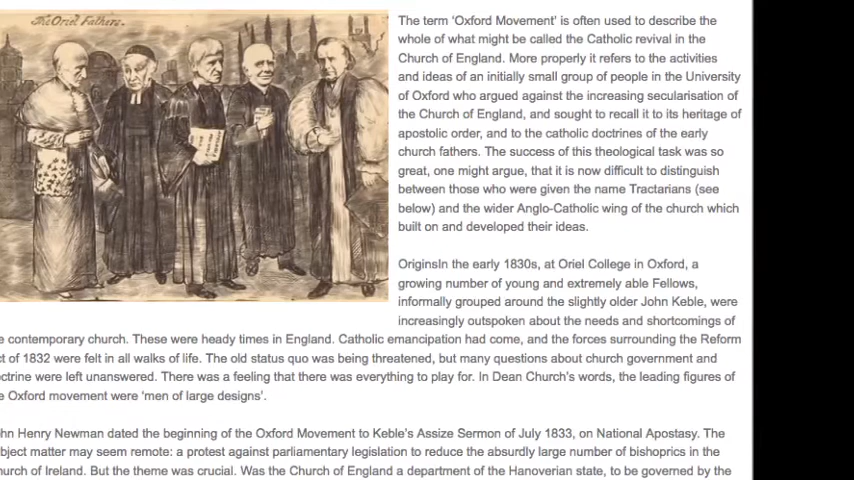 The Oriel Fathers.
The term 'Oxford Movement' is often used to describe the
whole of what might be called the Catholic revival in the
Church of England. More properly it refers to the activities
and ideas of an initially small group of people in the University
of Oxford who argued against the increasing secularisation of
the Church of England, and sought to recall it to its heritage of
apostolic order, and to the catholic doctrines of the early
church fathers. The success of this theological task was so
great, one might argue, that it is now difficult to distinguish
between those who were given the name Tractarians (see
below) and the wider Anglo-Catholic wing of the church which
built on and developed their ideas.
OriginsIn the early 1830s, at Oriel College in Oxford, a
growing number of young and extremely able Fellows,
informally grouped around the slightly older John Keble, were
increasingly outspoken about the needs and shortcomings of
e contemporary church. These were heady times in England. Catholic emancipation had come, and the forces surrounding the Reform
ct of 1832 were felt in all walks of life. The old status quo was being threatened, but many questions about church government and
ctrine were left unanswered. There was a feeling that there was everything to play for. In Dean Church's words, the leading figures of
e Oxford movement were 'men of large designs'.
hn Henry Newman dated the beginning of the Oxford Movement to Keble's Assize Sermon of July 1833, on National Apostasy. The
bject matter may seem remote: a protest against parliamentary legislation to reduce the absurdly large number of bishoprics in the
hurch of Ireland. But the theme was crucial. Was the Church of England a department of the Hanoverian state, to be governed by the